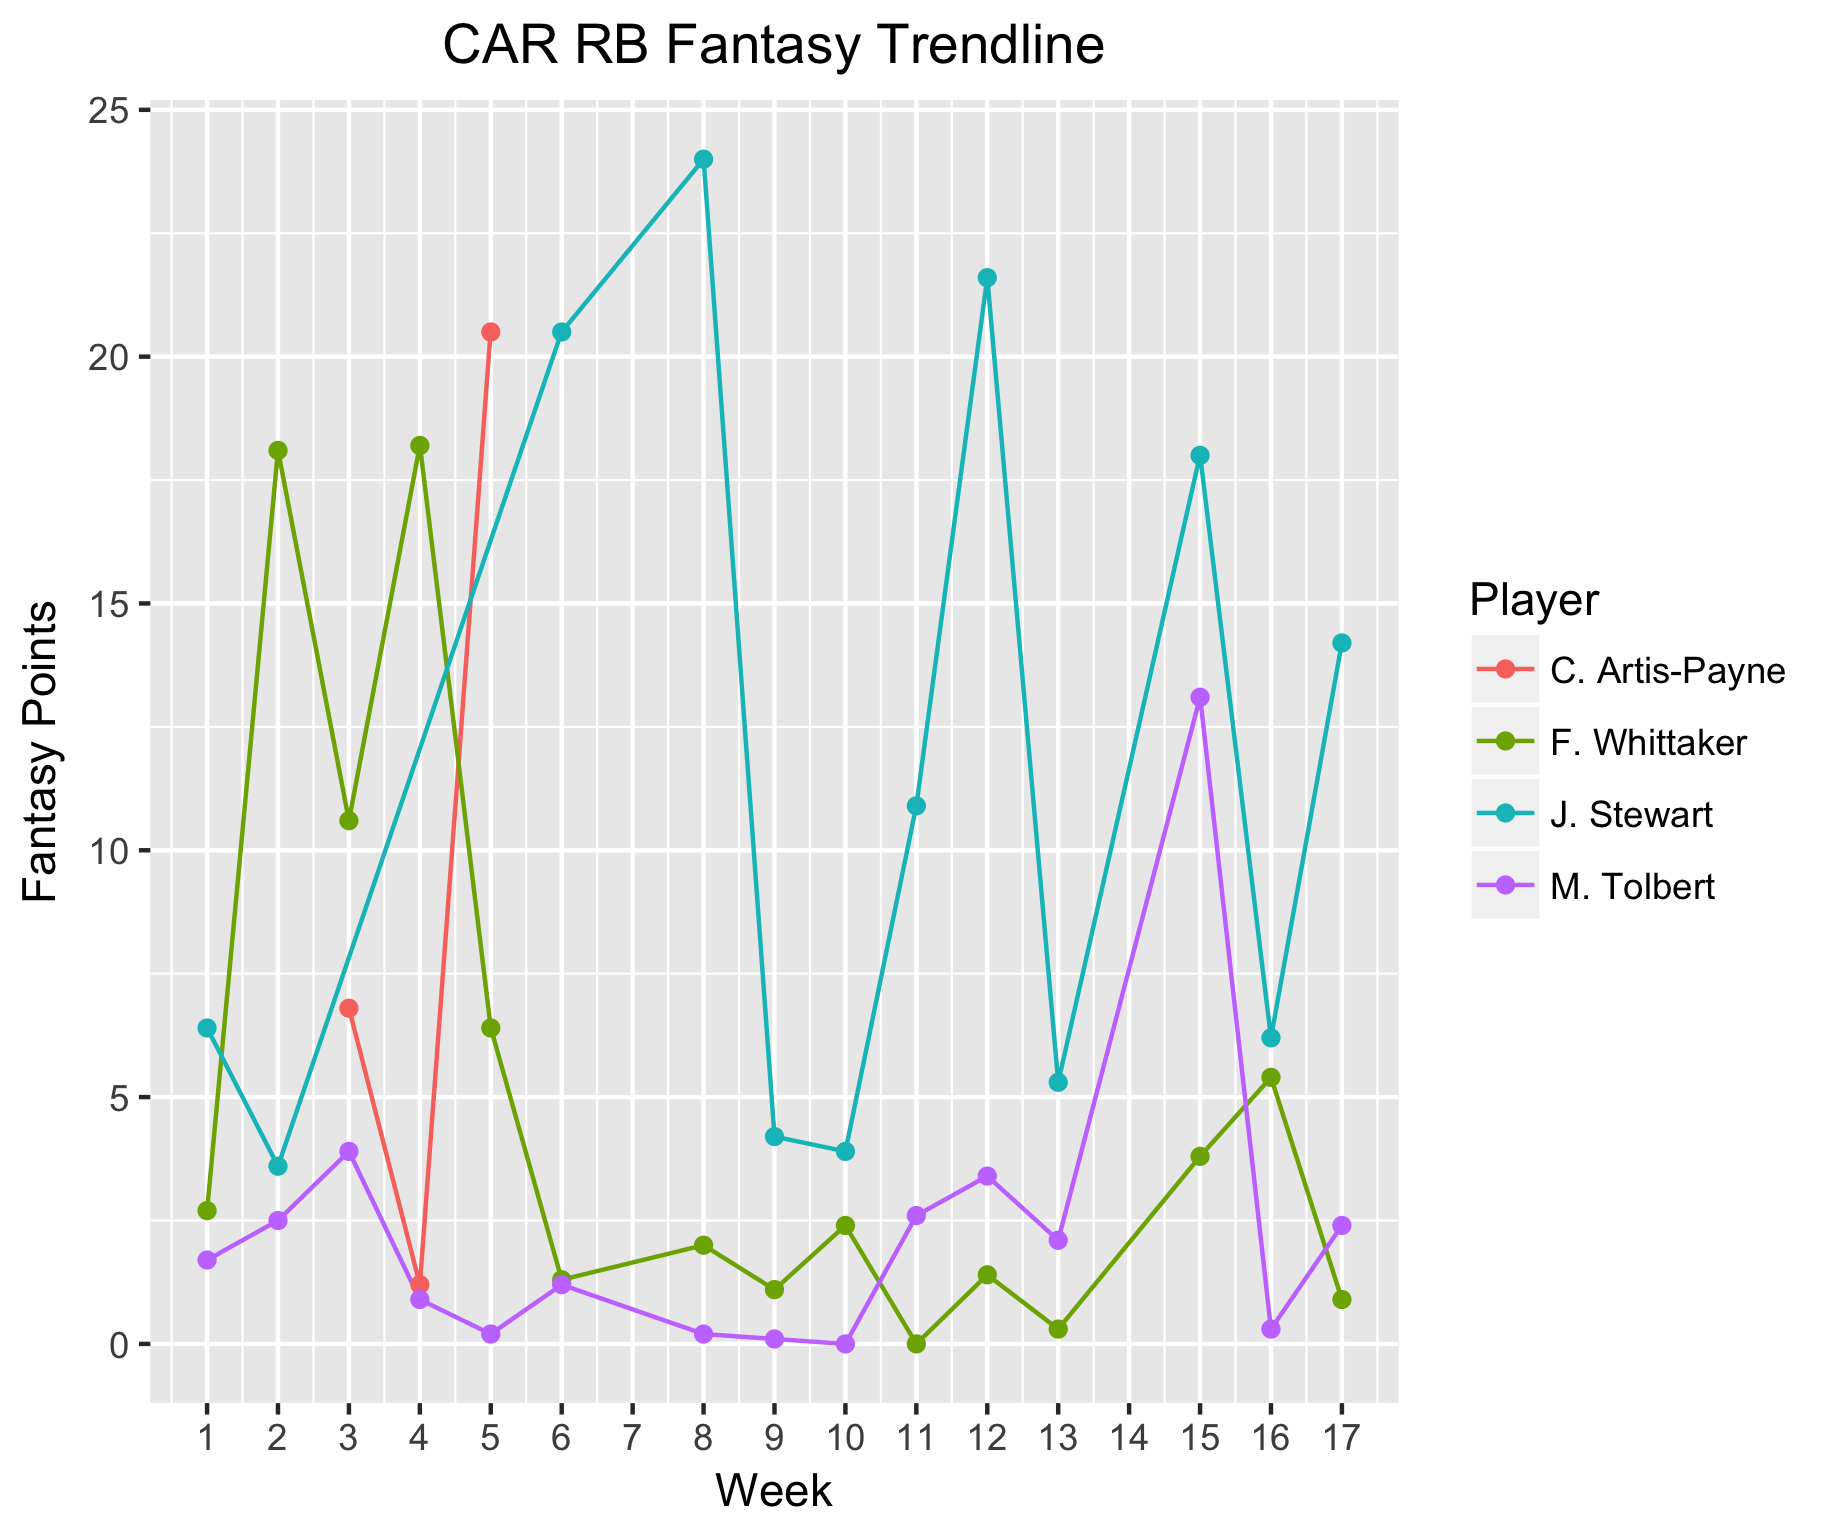 CAR RB Fantasy Trendline
Fantasy Points
25
20
15
10
5
0
1 2 3 4 5 6 7 8 9 10 11 12 13 14 15 16 17
Week
Player
C. Artis-Payne
F. Whittaker
J. Stewart
M. Tolbert